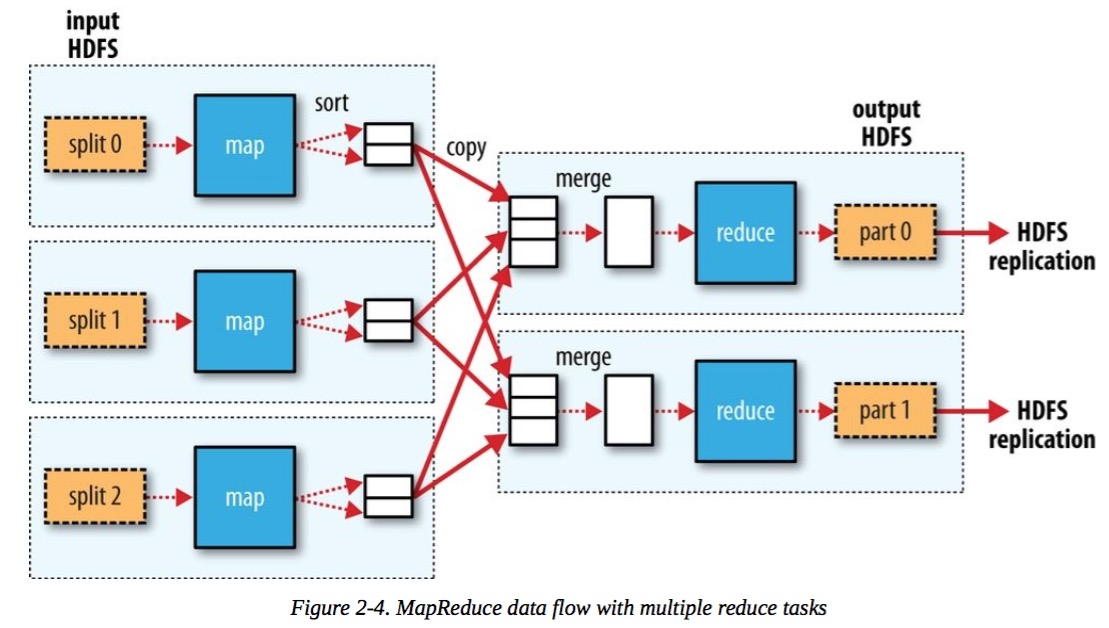 input
HDFS
split 0
map
sort
copy
split 1
map
split 2
map
output
HDFS
merge
reduce
part 0
HDFS
replication
merge
reduce
part 1
HDFS
replication
Figure 2-4. MapReduce data flow with multiple reduce tasks